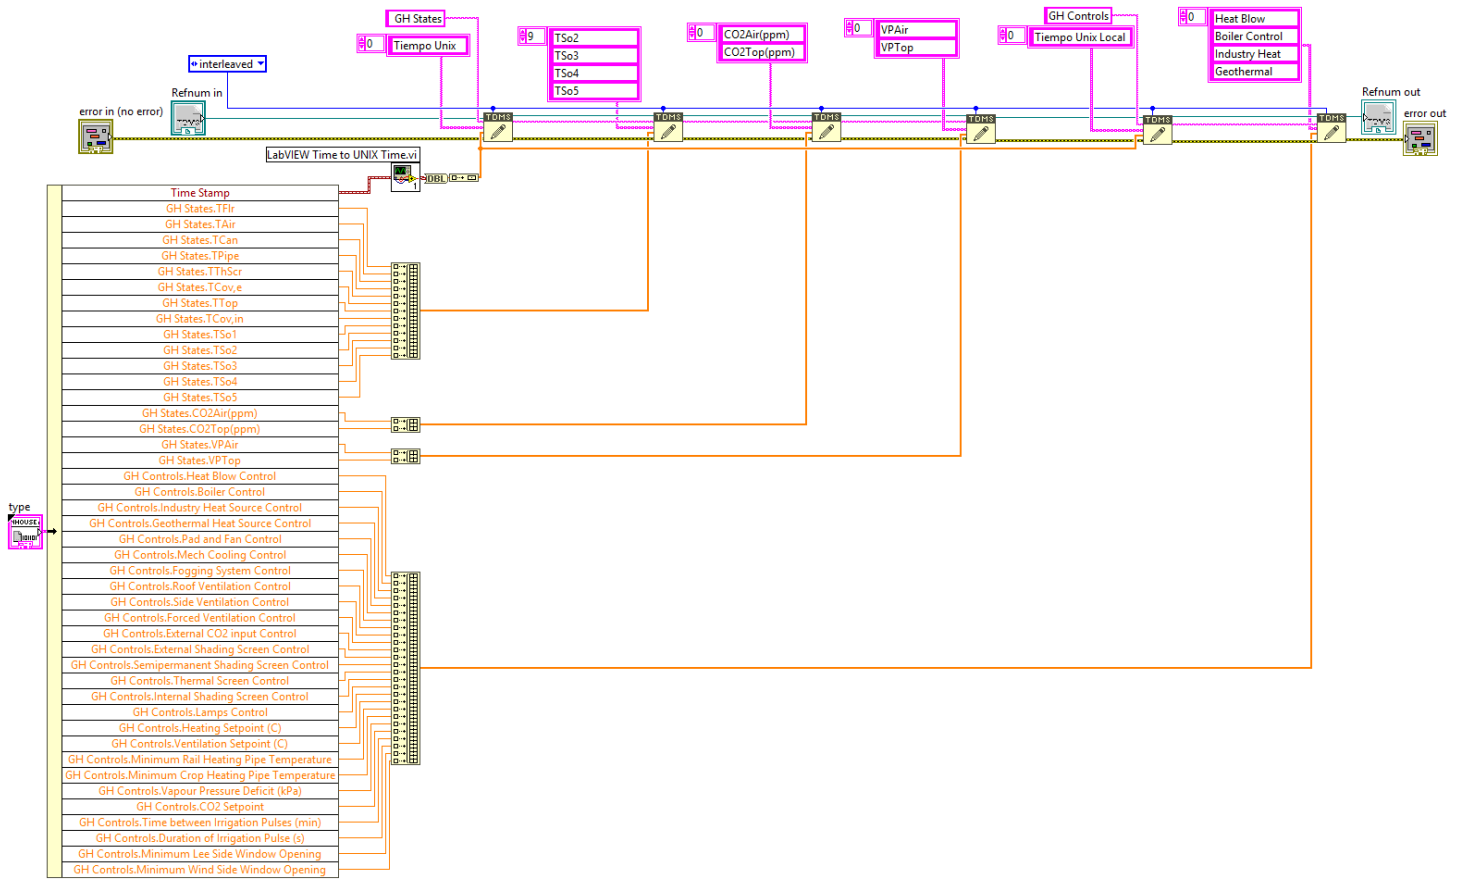 GH States
0
Tiempo Unix
9
TSo2
TSo3
TSo4
TSo5
0
CO2Air(ppm)
CO2Top(ppm)
0
VPAir
VPTop
GH Controls
0
Tiempo Unix Local
0
Heat Blow
Boiler Control
Industry Heat
Geothermal
interleaved
Refnum in
error in (no error)
Refnum out
error out
TDMS
TDMS
TDMS
TDMS
TDMS
TDMS
LabVIEW Time to UNIX Time.vi
1
DBL
Time Stamp
GH States.TFlr
GH States.TAir
GH States.TCan
GH States.TPipe
GH States.TThScr
GH States.TCov,e
GH States.TTop
GH States.TCov,in
GH States.TSo1
GH States.TSo2
GH States.TSo3
GH States.TSo4
GH States.TSo5
GH States.CO2Air(ppm)
GH States.CO2Top(ppm)
GH States.VPAir
GH States.VPTop
GH Controls.Heat Blow Control
GH Controls.Boiler Control
GH Controls.Industry Heat Source Control
GH Controls.Geothermal Heat Source Control
GH Controls.Pad and Fan Control
GH Controls.Mech Cooling Control
GH Controls.Fogging System Control
GH Controls.Roof Ventilation Control
GH Controls.Side Ventilation Control
GH Controls.Forced Ventilation Control
GH Controls.External CO2 input Control
GH Controls.External Shading Screen Control
GH Controls.Semipermanent Shading Screen Control
GH Controls.Thermal Screen Control
GH Controls.Internal Shading Screen Control
GH Controls.Lamps Control
GH Controls.Heating Setpoint (C)
GH Controls.Ventilation Setpoint (C)
GH Controls.Minimum Rail Heating Pipe Temperature
GH Controls.Minimum Crop Heating Pipe Temperature
GH Controls.Vapour Pressure Deficit (kPa)
GH Controls.CO2 Setpoint
GH Controls.Time between Irrigation Pulses (min)
GH Controls.Duration of Irrigation Pulse (s)
GH Controls.Minimum Lee Side Window Opening
GH Controls.Minimum Wind Side Window Opening
type